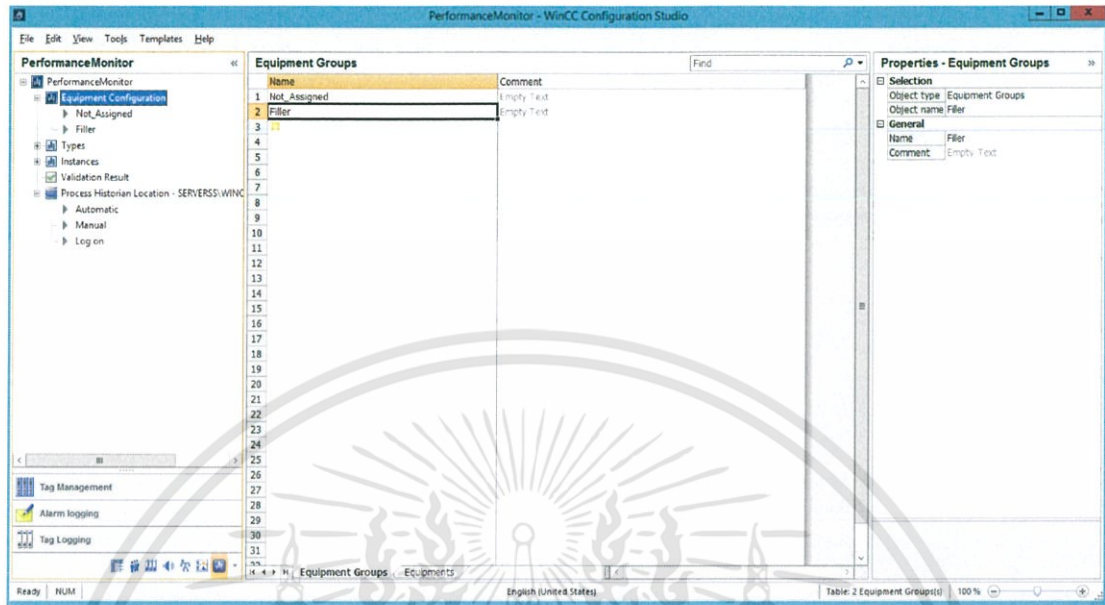 PerformanceMonitor - WinCC Configuration Studio
File Edit View Tools Templates Help
PerformanceMonitor «
PerformanceMonitor
Equipment Configuration
Not_Assigned
Filler
Types
Instances
Validation Result
Process Historian Location - SERVERSS\WINC
Automatic
Manual
Log on
Tag Management
Alarm logging
Tag Logging
Equipment Groups Find
Name Comment
1 Not_Assigned Empty Text
2 Filler Empty Text
3
4
5
6
7
8
9
10
11
12
13
14
15
16
17
18
19
20
21
22
23
24
25
26
27
28
29
30
31
Equipment Groups Equipments
Properties - Equipment Groups »
Selection
Object type Equipment Groups
Object name Filler
General
Name Filler
Comment Empty Text
Ready NUM English (United States) Table: 2 Equipment Groups(s) 100 %